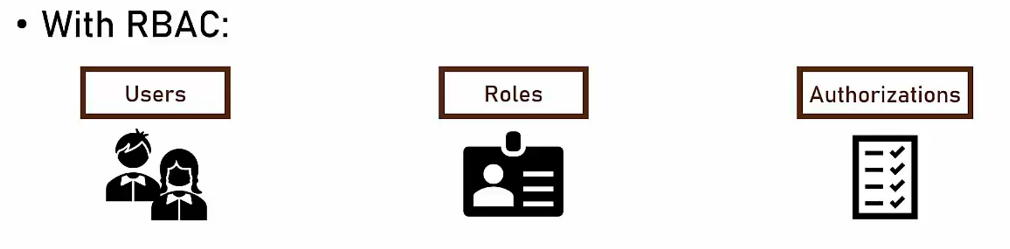 • With RBAC:
Users
Roles
Authorizations